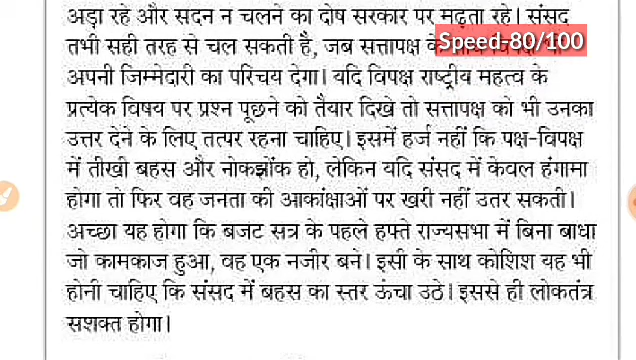 अड़ा रहे और सदन न चलने का दोष सरकार पर मढ़ता रहे। संसद
तभी सही तरह से चल सकती है, जब सत्तापक्ष के
Speed-80/100
अपनी जिम्मेदारी का परिचय देगा। यदि विपक्ष राष्ट्रीय महत्व के
प्रत्येक विषय पर प्रश्न पूछने को तैयार दिखे तो सत्तापक्ष को भी उनका
उत्तर देने के लिए तत्पर रहना चाहिए। इसमें हर्ज नहीं कि पक्ष-विपक्ष
में तीखी बहस और नोकझोंक हो, लेकिन यदि संसद में केवल हंगामा
होगा तो फिर वह जनता की आकांक्षाओं पर खरी नहीं उतर सकती।
अच्छा यह होगा कि बजट सत्र के पहले हफ्ते राज्यसभा में बिना बाधा
जो कामकाज हुआ, वह एक नजीर बने। इसी के साथ कोशिश यह भी
होनी चाहिए कि संसद में बहस का स्तर ऊंचा उठे। इससे ही लोकतंत्र
सशक्त होगा।